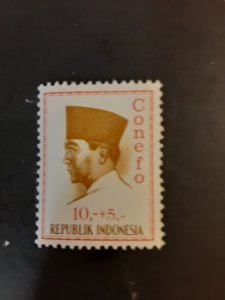 Conefo
10,-+5.-
REPUBLIK INDONESIA